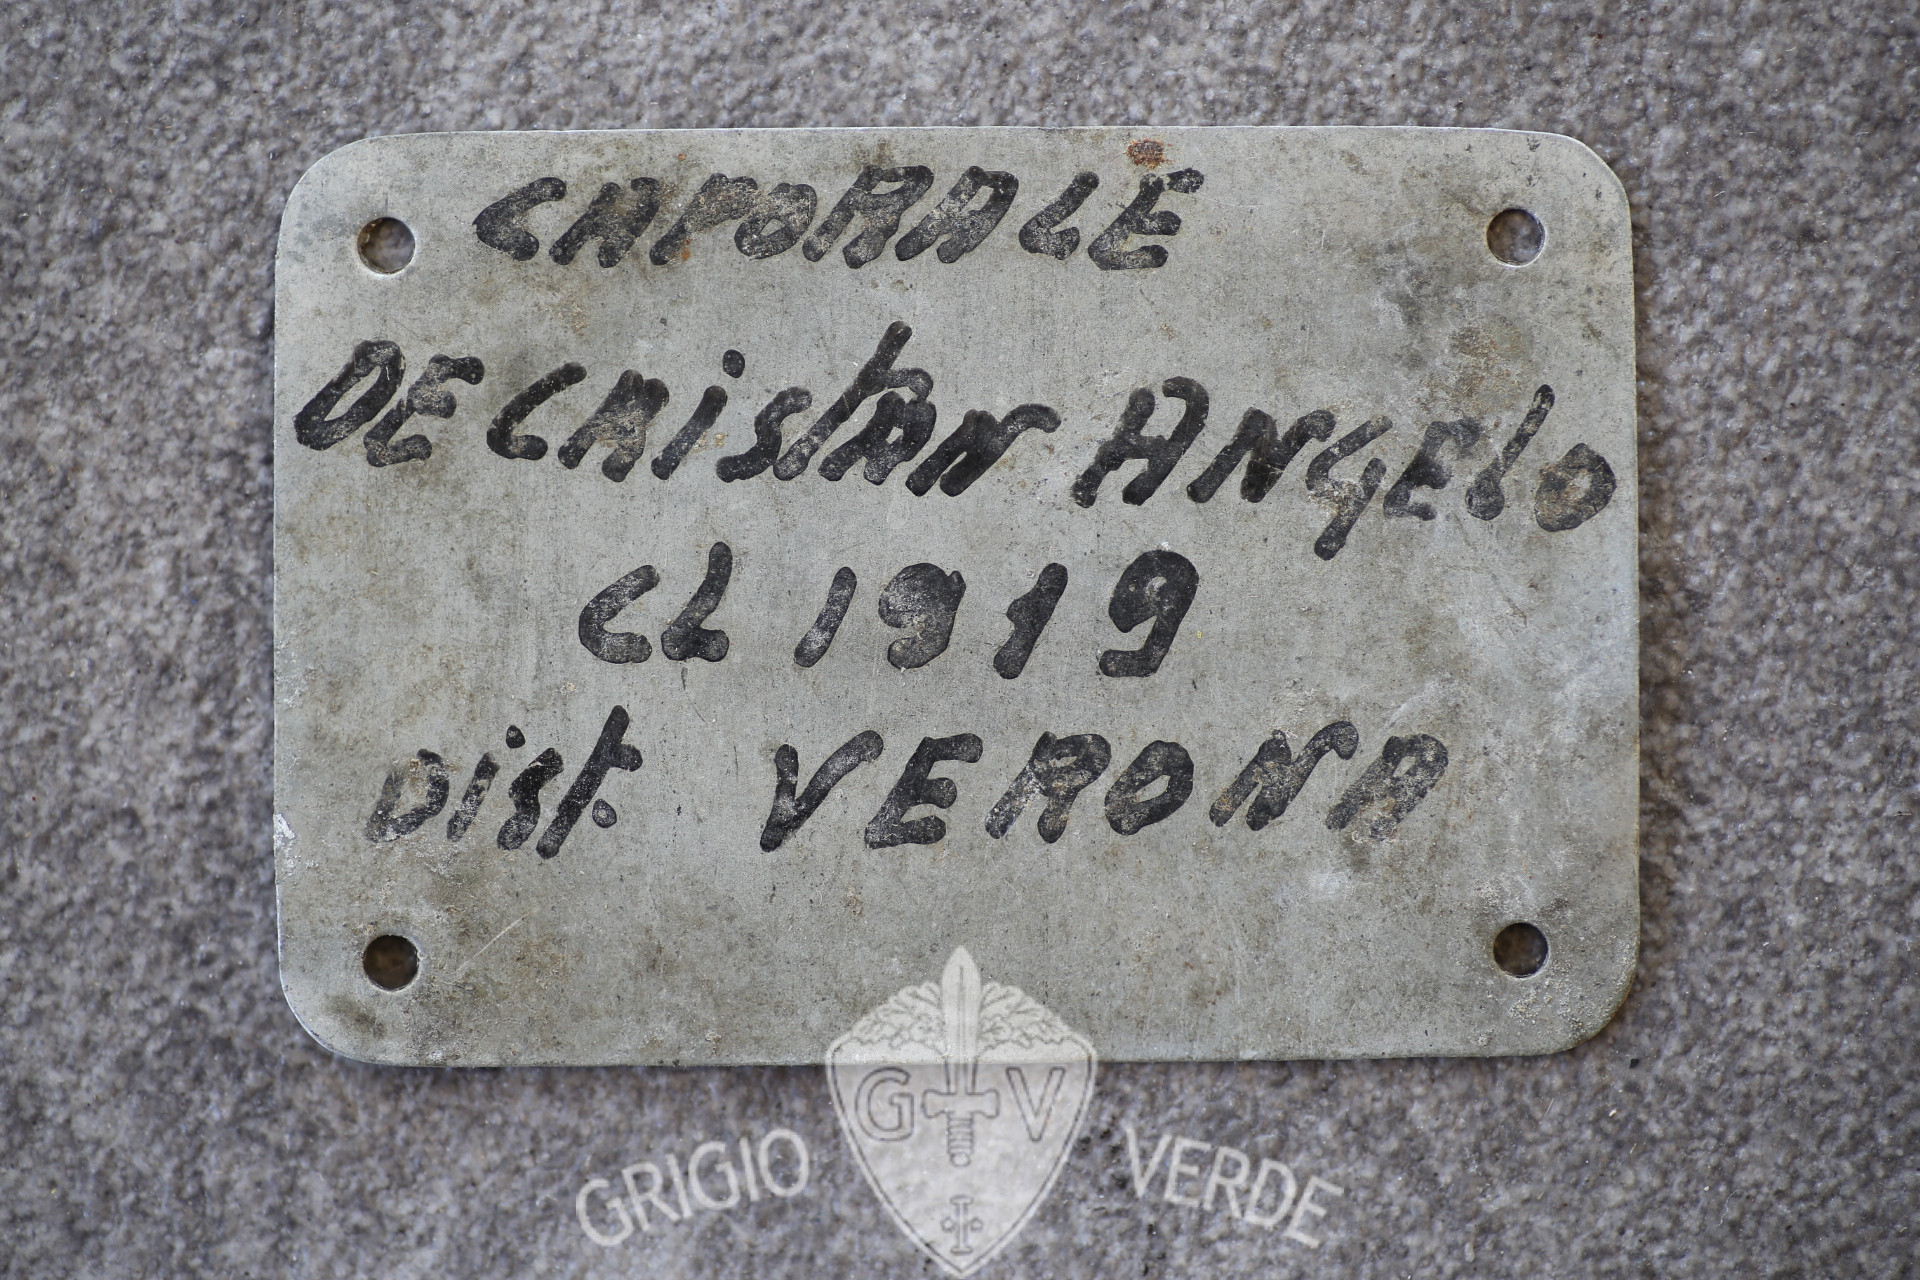 CAPORALE
DE CRisTAN ANGELO
CL 1919
Dist. VERONA
G V
GRIGIO VERDE